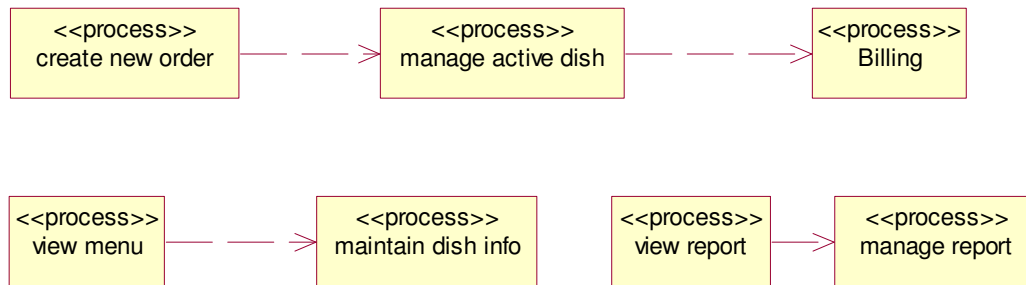 <<process>>
create new order
<<process>>
manage active dish
<<process>>
Billing
<<process>>
view menu
<<process>>
maintain dish info
<<process>>
view report
<<process>>
manage report